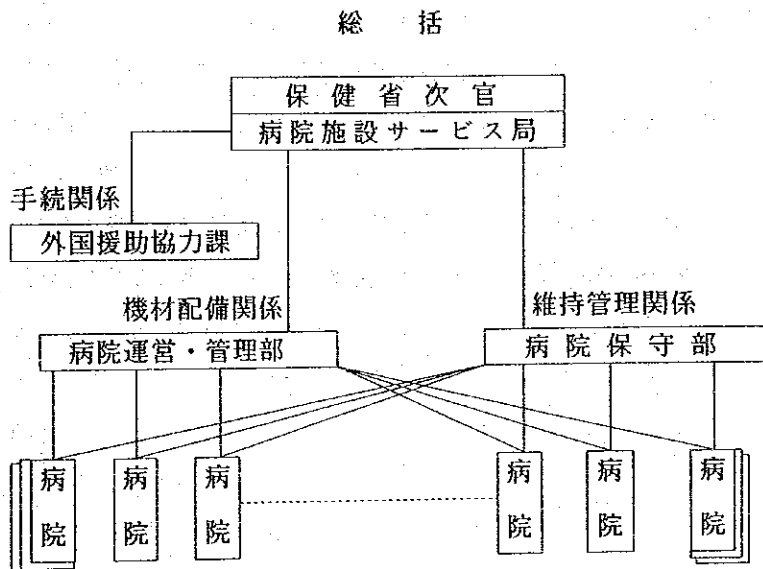 総括
保健省次官
病院施設サービス局
手続関係
外国援助協力課
機材配備関係
維持管理関係
病院運営・管理部
病院保守部
病院
病院
病院
病院
病院
病院